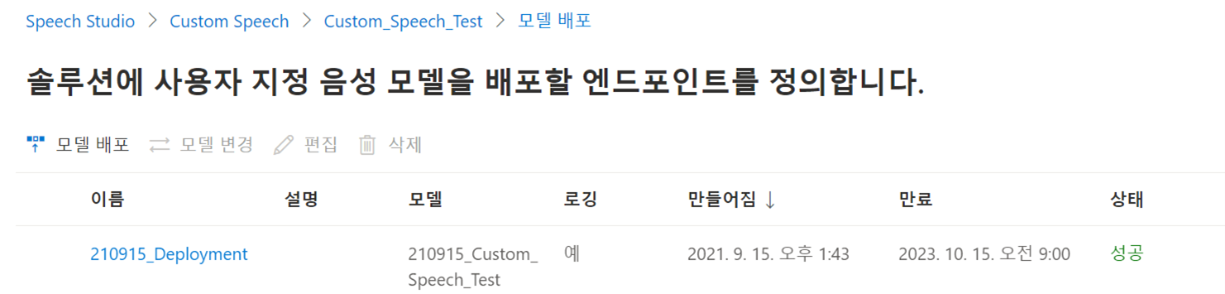 Speech Studio > Custom Speech > Custom_Speech_Test > 모델 배포
솔루션에 사용자 지정 음성 모델을 배포할 엔드포인트를 정의합니다.
모델 배포 모델 변경 편집 삭제
이름 설명 모델 로깅 만들어짐 ↓ 만료 상태
210915_Deployment 210915_Custom_ 예 2021. 9. 15. 오후 1:43 2023. 10. 15. 오전 9:00 성공
Speech_Test